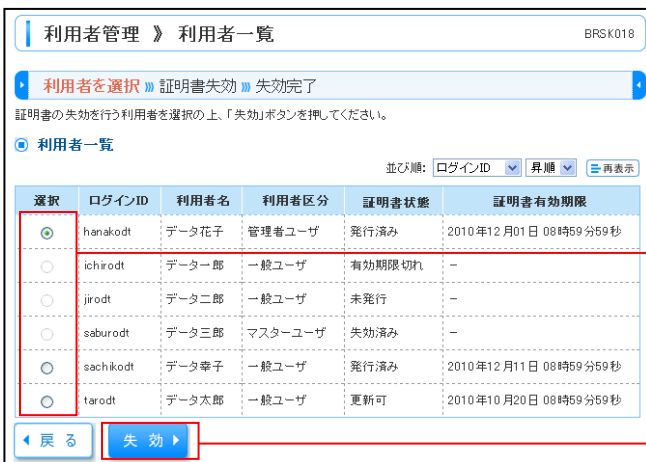 利用者管理 》 利用者一覧 BRSK018
利用者を選択 》》 証明書失効 》》 失効完了
証明書の失効を行う利用者を選択の上、「失効」ボタンを押してください。
利用者一覧
並び順: ログインID 昇順 再表示
選択 ログインID 利用者名 利用者区分 証明書状態 証明書有効期限
hanakodt データ花子 管理者ユーザ 発行済み 2010年12月01日 08時59分59秒
ichirodt データ一郎 一般ユーザ 有効期限切れ −
jirodt データ二郎 一般ユーザ 未発行 −
saburodt データ三郎 マスターユーザ 失効済み −
sachikodt データ幸子 一般ユーザ 発行済み 2010年12月11日 08時59分59秒
tarodt データ太郎 一般ユーザ 更新可 2010年10月20日 08時59分59秒
戻る 失効